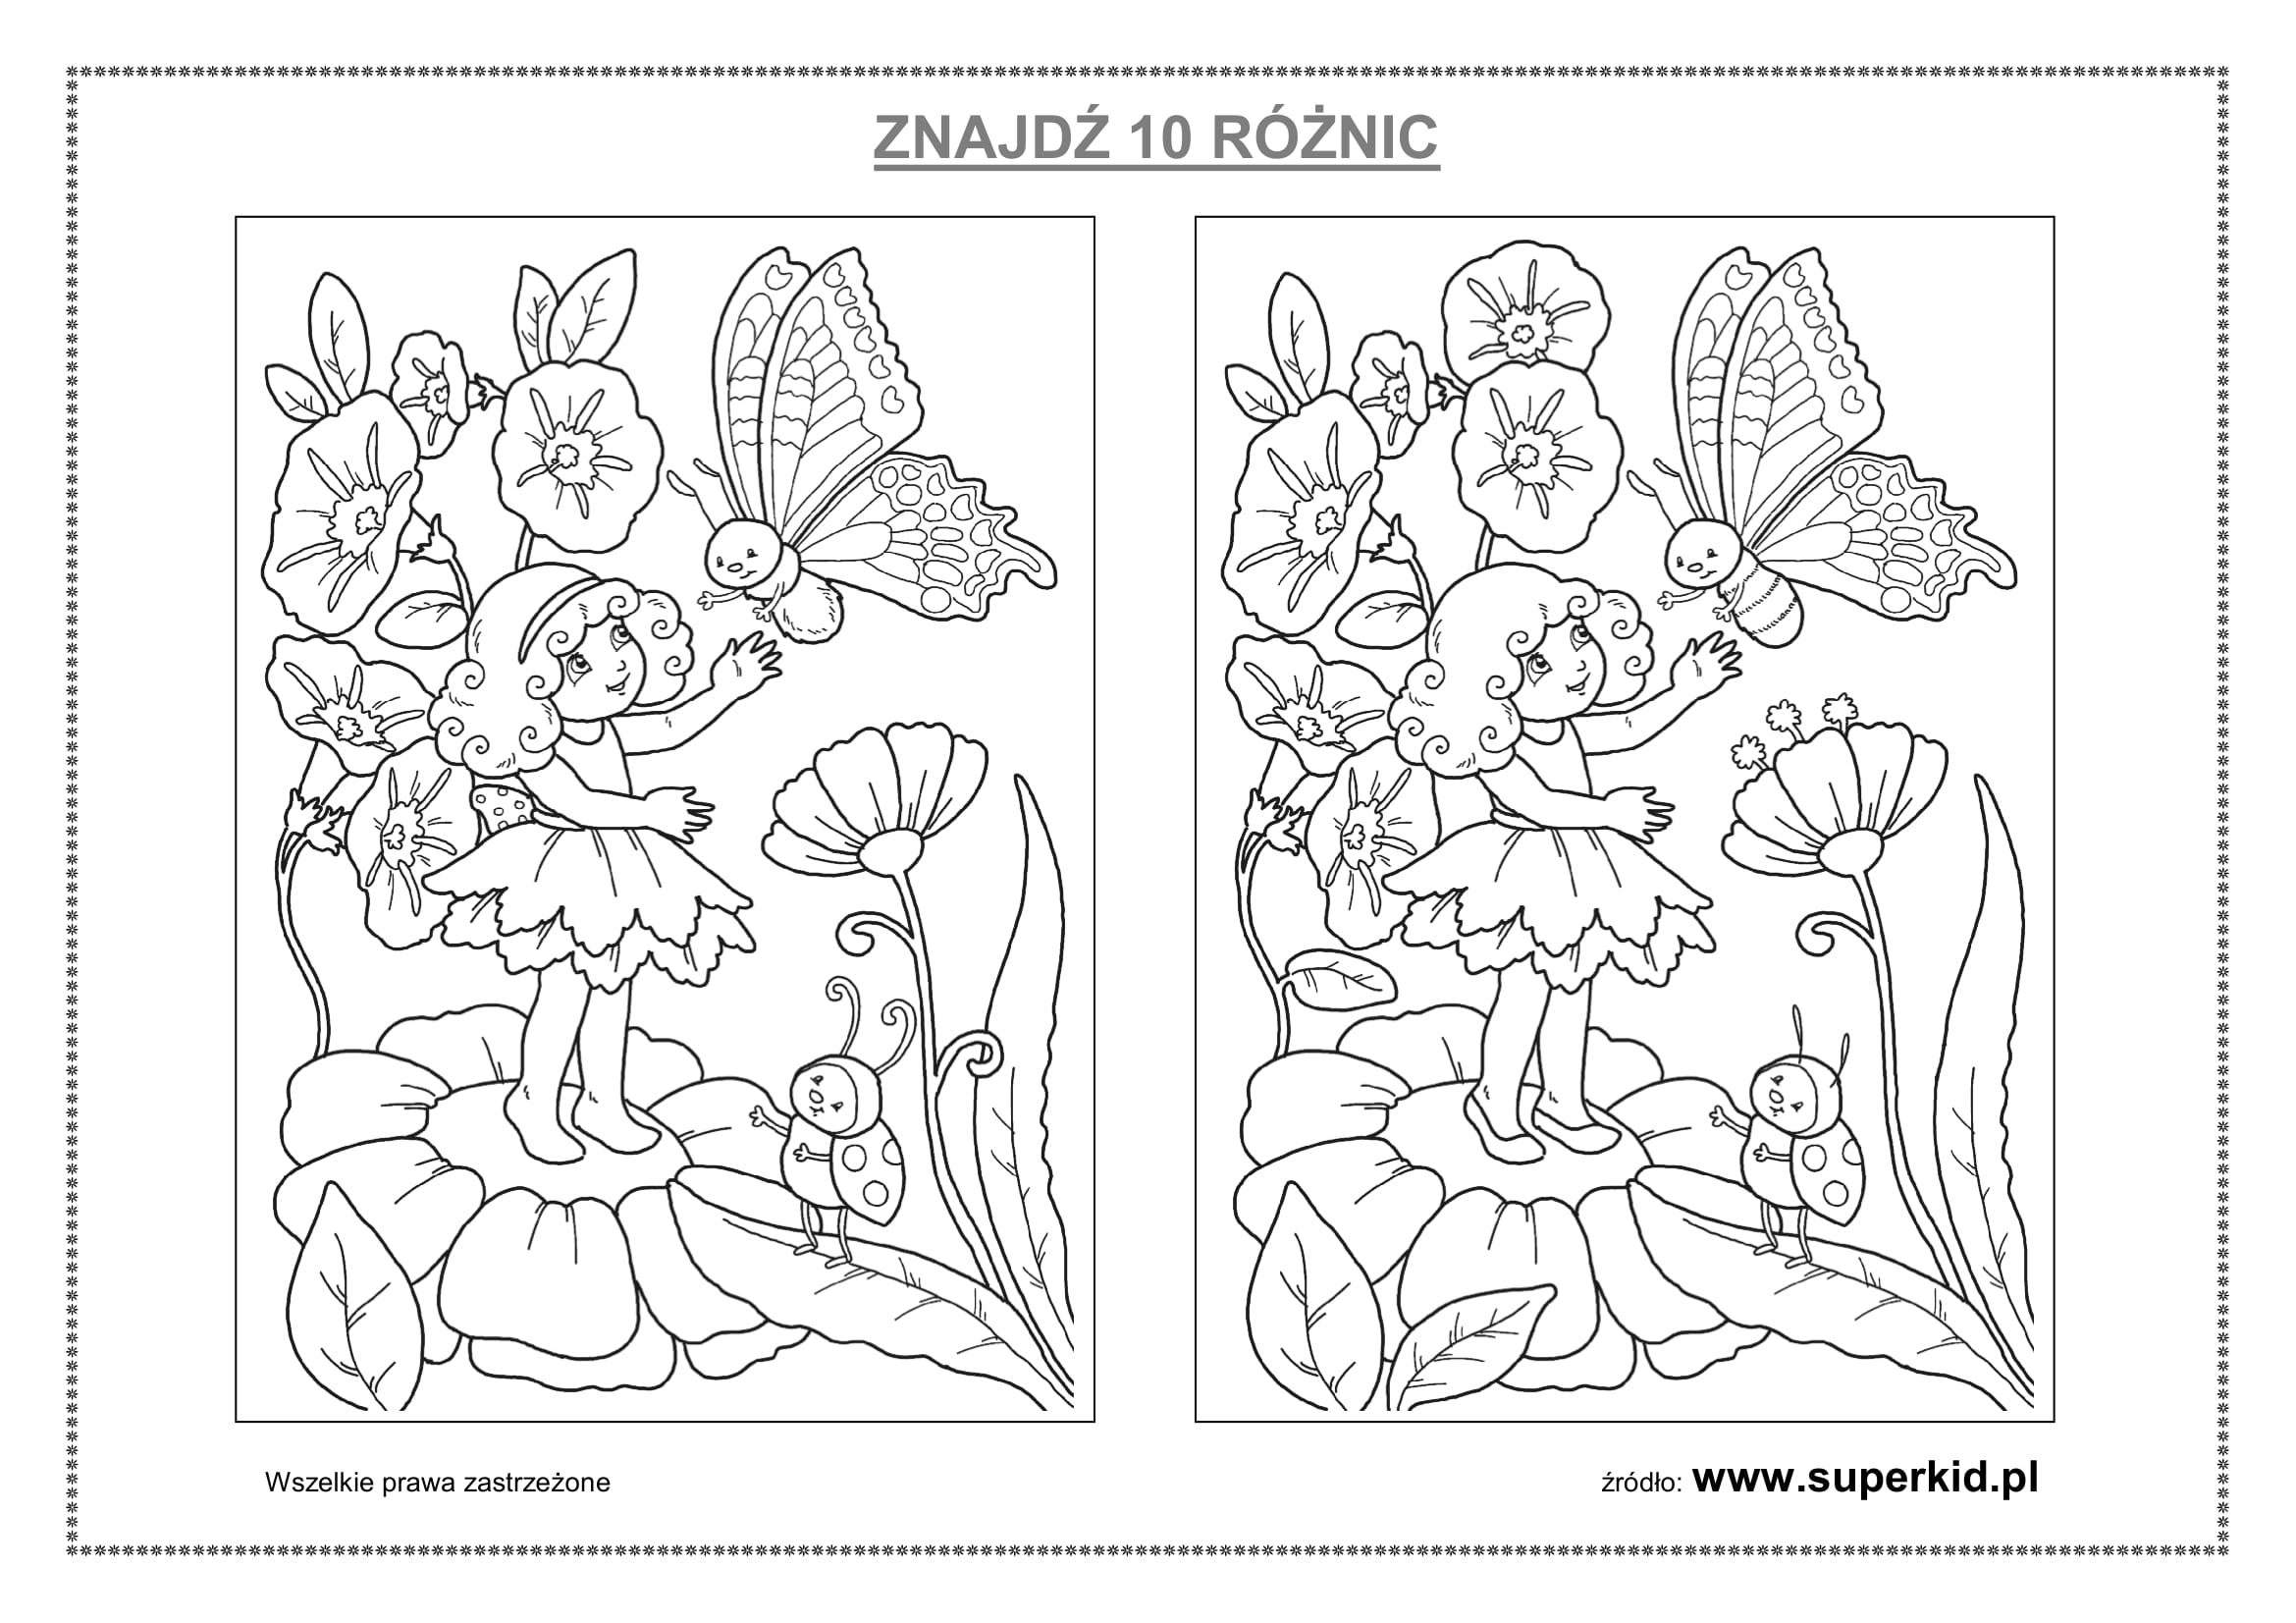 ZNAJDŹ 10 RÓŻNIC
Wszelkie prawa zastrzeżone
źródło: www.superkid.pl